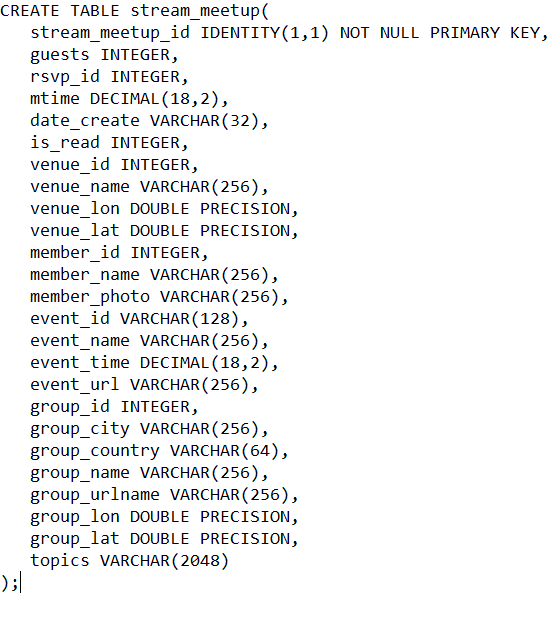 CREATE TABLE stream_meetup(
stream_meetup_id IDENTITY(1,1) NOT NULL PRIMARY KEY,
guests INTEGER,
rsvp_id INTEGER,
mtime DECIMAL(18,2),
date_create VARCHAR(32),
is_read INTEGER,
venue_id INTEGER,
venue_name VARCHAR(256),
venue_lon DOUBLE PRECISION,
venue_lat DOUBLE PRECISION,
member_id INTEGER,
member_name VARCHAR(256),
member_photo VARCHAR(256),
event_id VARCHAR(128),
event_name VARCHAR(256),
event_time DECIMAL(18,2),
event_url VARCHAR(256),
group_id INTEGER,
group_city VARCHAR(256),
group_country VARCHAR(64),
group_name VARCHAR(256),
group_urlname VARCHAR(256),
group_lon DOUBLE PRECISION,
group_lat DOUBLE PRECISION,
topics VARCHAR(2048)
);